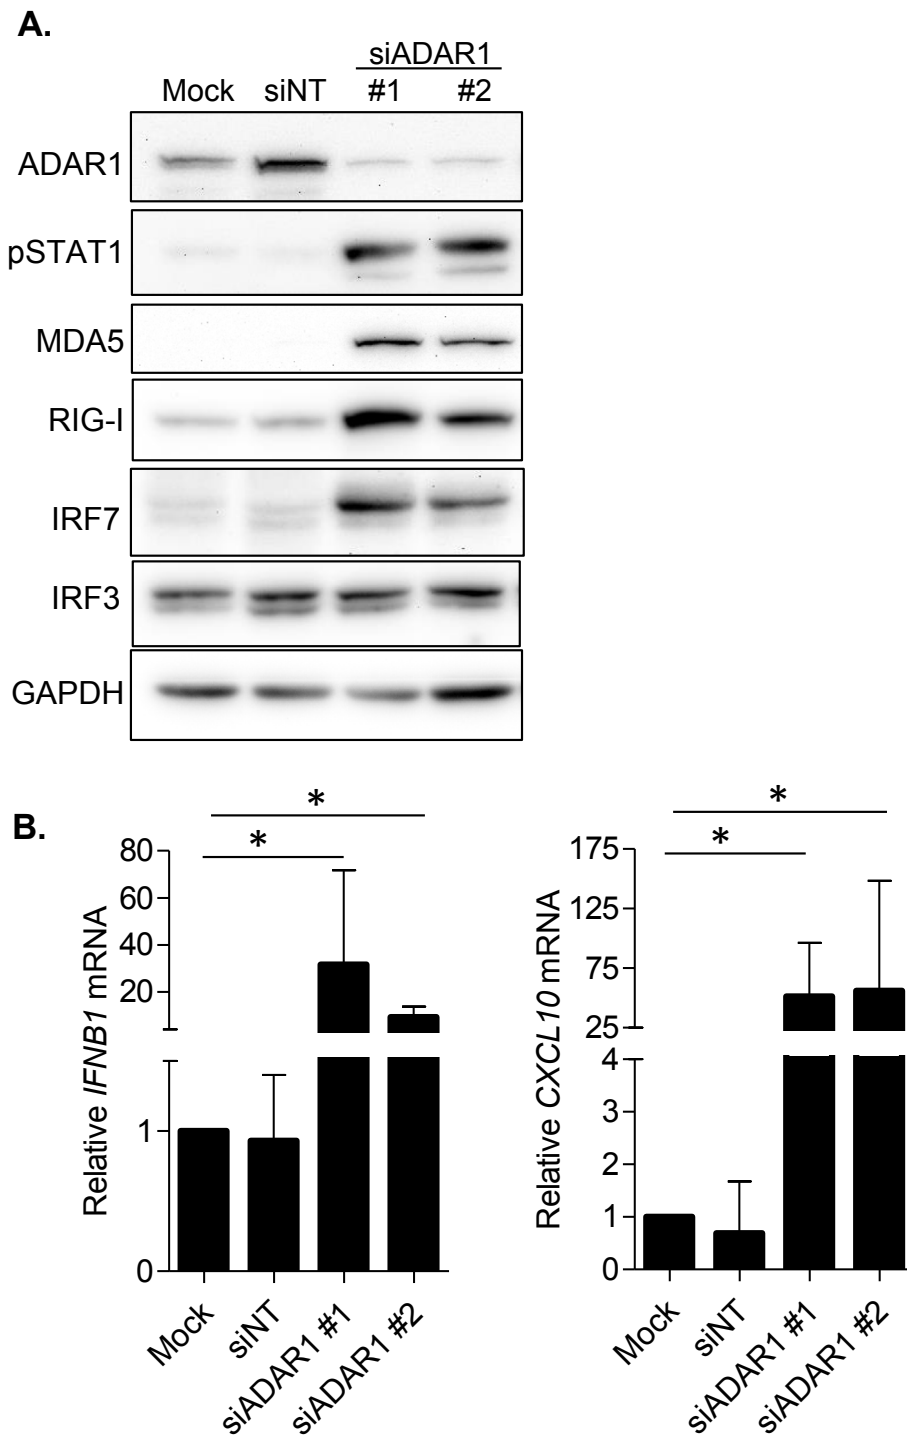 A.
siADAR1
Mock siNT #1 #2
ADAR1
pSTAT1
MDA5
RIG-I
IRF7
IRF3
GAPDH
B.
Relative IFNB1 mRNA
80
60
40
20
1
0
* *
Mock
siNT
siADAR1 #1
siADAR1 #2
Relative CXCL10 mRNA
175
125
75
25
4
3
2
1
0
* *
Mock
siNT
siADAR1 #1
siADAR1 #2